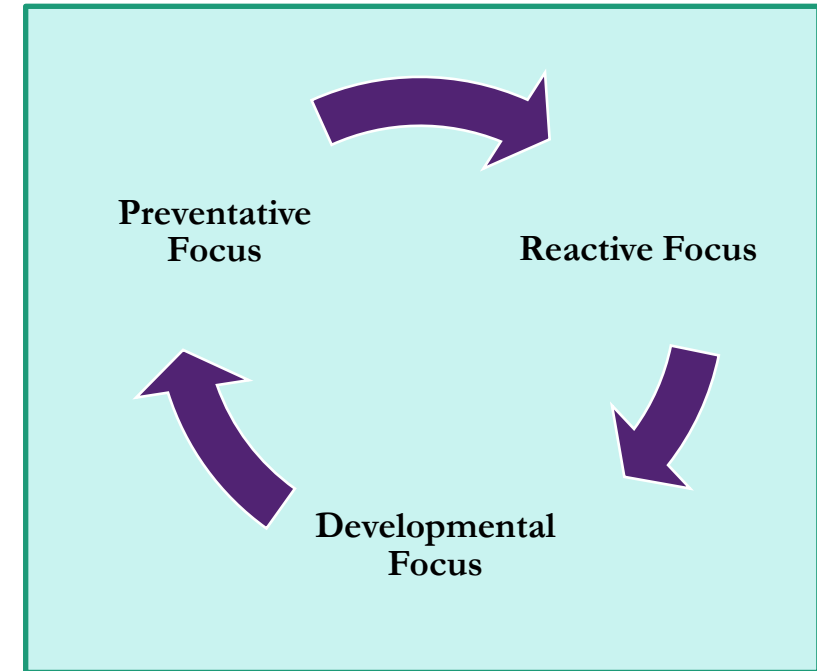 Preventative
Focus
Reactive Focus
Developmental
Focus